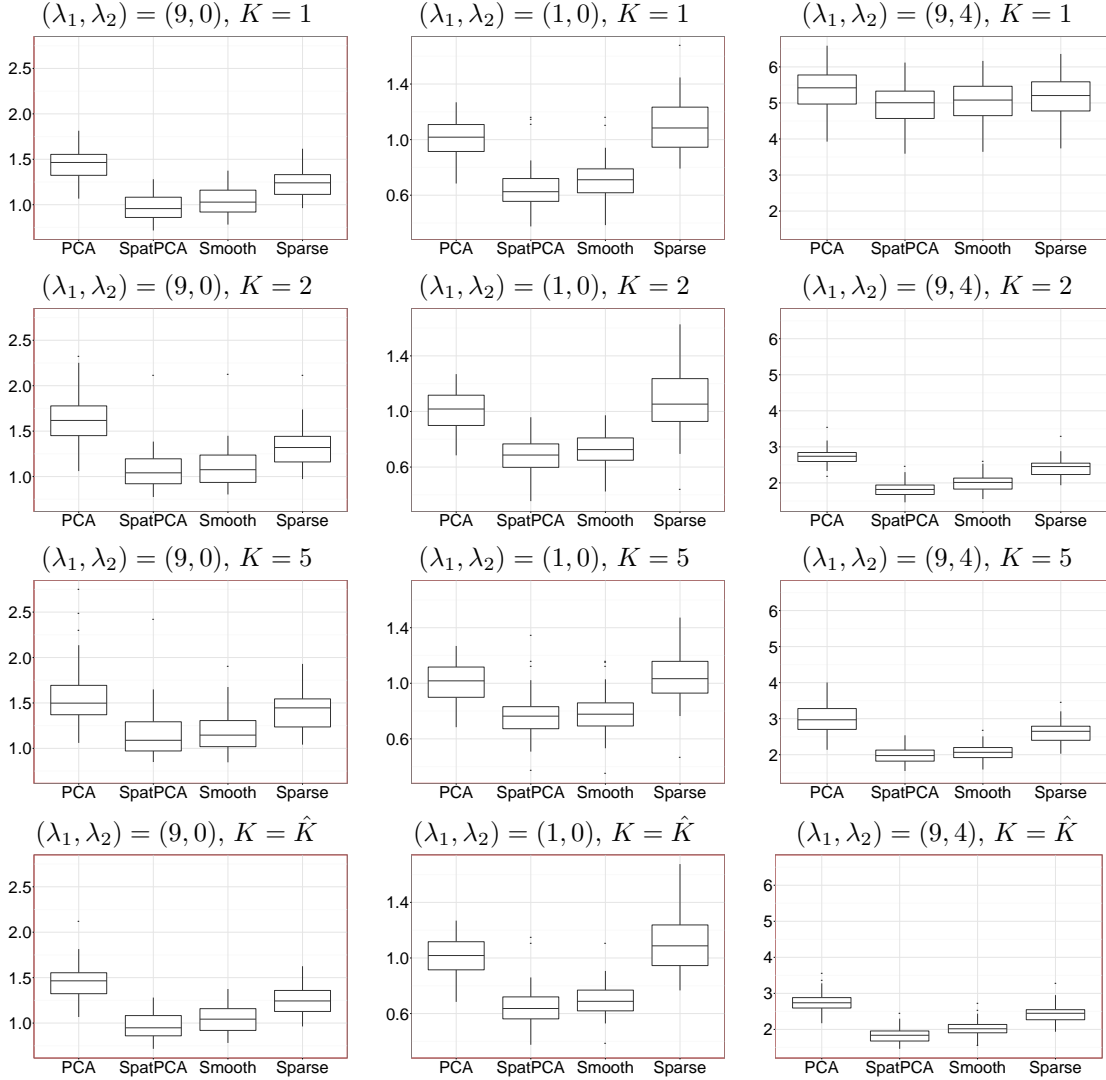 (λ₁, λ₂) = (9, 0), K = 1
2.5
2.0
1.5
1.0
PCA SpatPCA Smooth Sparse
(λ₁, λ₂) = (1, 0), K = 1
1.4
1.0
0.6
PCA SpatPCA Smooth Sparse
(λ₁, λ₂) = (9, 4), K = 1
6
5
4
3
2
PCA SpatPCA Smooth Sparse
(λ₁, λ₂) = (9, 0), K = 2
2.5
2.0
1.5
1.0
PCA SpatPCA Smooth Sparse
(λ₁, λ₂) = (1, 0), K = 2
1.4
1.0
0.6
PCA SpatPCA Smooth Sparse
(λ₁, λ₂) = (9, 4), K = 2
6
5
4
3
2
PCA SpatPCA Smooth Sparse
(λ₁, λ₂) = (9, 0), K = 5
2.5
2.0
1.5
1.0
PCA SpatPCA Smooth Sparse
(λ₁, λ₂) = (1, 0), K = 5
1.4
1.0
0.6
PCA SpatPCA Smooth Sparse
(λ₁, λ₂) = (9, 4), K = 5
6
5
4
3
2
PCA SpatPCA Smooth Sparse
(λ₁, λ₂) = (9, 0), K = K̂
2.5
2.0
1.5
1.0
PCA SpatPCA Smooth Sparse
(λ₁, λ₂) = (1, 0), K = K̂
1.4
1.0
0.6
PCA SpatPCA Smooth Sparse
(λ₁, λ₂) = (9, 4), K = K̂
6
5
4
3
2
PCA SpatPCA Smooth Sparse